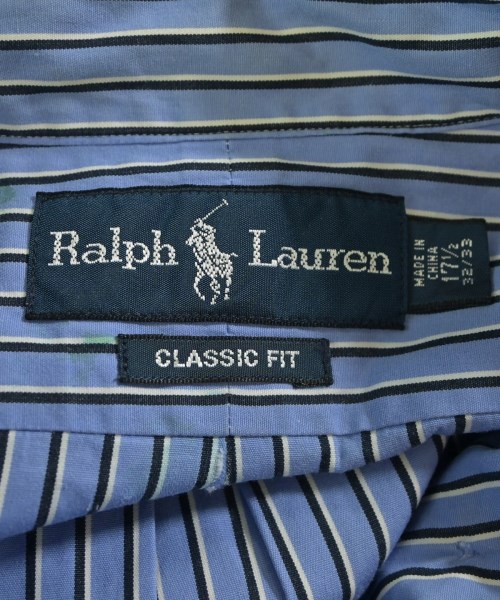 Ralph Lauren
MADE IN
CHINA
17½
32/33
CLASSIC FIT